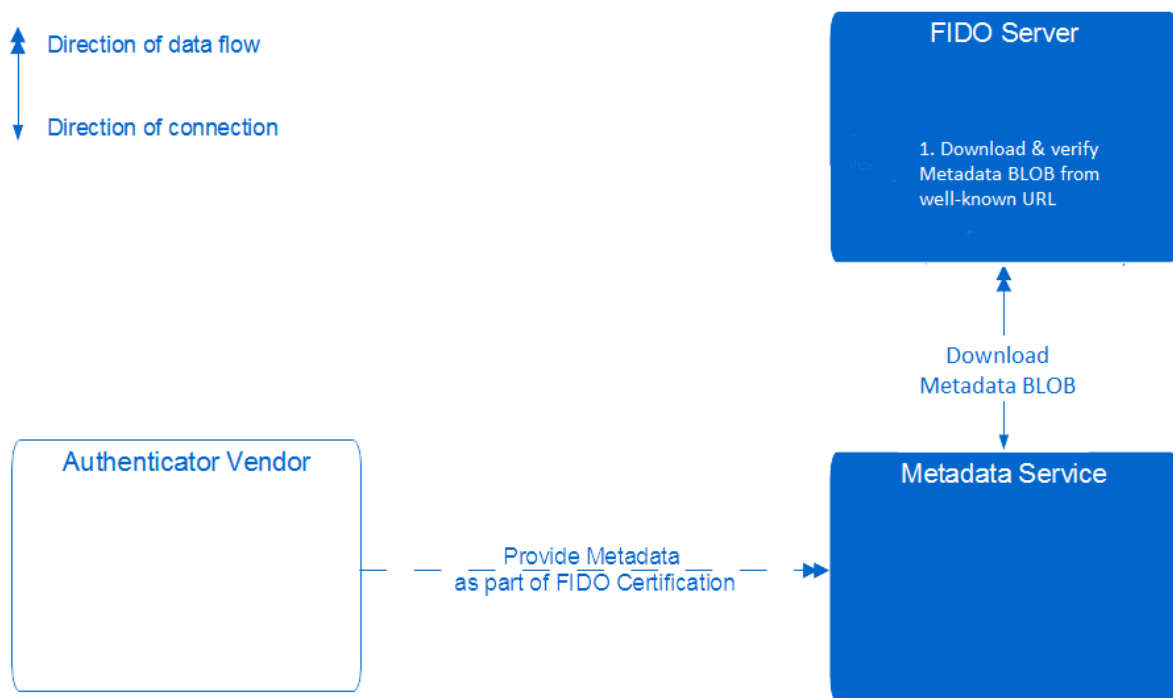 Direction of data flow
Direction of connection
FIDO Server
1. Download & verify
Metadata BLOB from
well-known URL
Download
Metadata BLOB
Authenticator Vendor
Provide Metadata
as part of FIDO Certification
Metadata Service